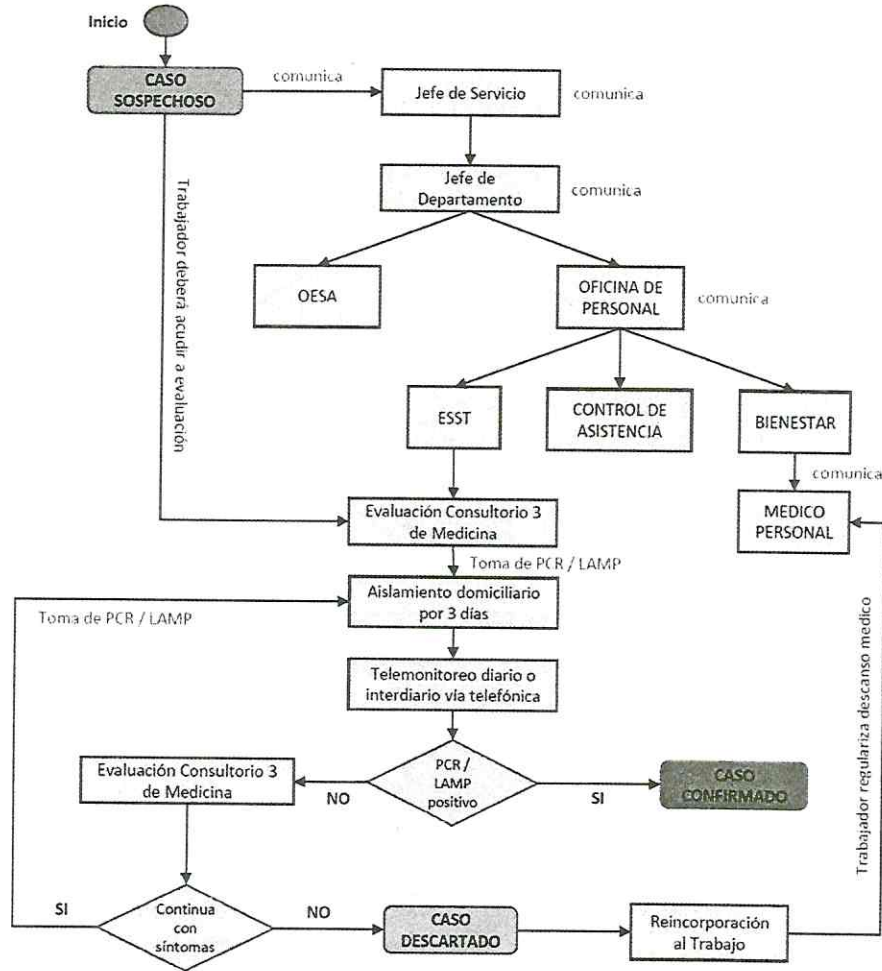 Inicio
CASO
SOSPECHOSO
comunica
Jefe de Servicio
comunica
Jefe de
Departamento
comunica
OESA
OFICINA DE
PERSONAL
comunica
Trabajador deberá acudir a evaluación
ESST
CONTROL DE
ASISTENCIA
BIENESTAR
comunica
MEDICO
PERSONAL
Evaluación Consultorio 3
de Medicina
Toma de PCR / LAMP
Aislamiento domiciliario
por 3 días
Toma de PCR / LAMP
Telemonitoreo diario o
interdiario vía telefónica
PCR /
LAMP
positivo
NO
SI
CASO
CONFIRMADO
Evaluación Consultorio 3
de Medicina
Continua
con
síntomas
SI
NO
CASO
DESCARTADO
Reincorporación
al Trabajo
Trabajador regulariza descanso medico